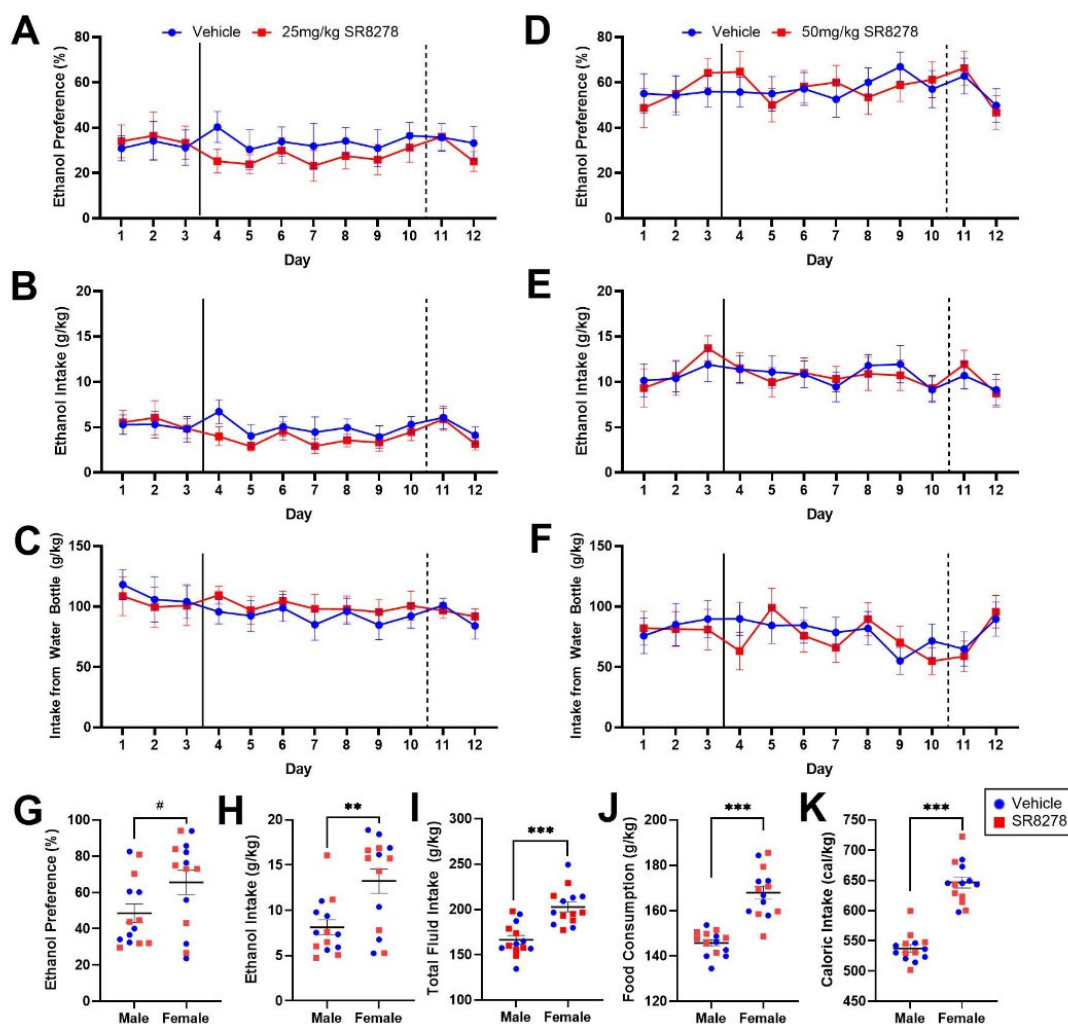 A
Vehicle 25mg/kg SR8278
Ethanol Preference (%)
80
60
40
20
0
1 2 3 4 5 6 7 8 9 10 11 12
Day
B
Ethanol Intake (g/kg)
20
15
10
5
0
1 2 3 4 5 6 7 8 9 10 11 12
Day
C
Intake from Water Bottle (g/kg)
150
100
50
0
1 2 3 4 5 6 7 8 9 10 11 12
Day
D
Vehicle 50mg/kg SR8278
Ethanol Preference (%)
80
60
40
20
0
1 2 3 4 5 6 7 8 9 10 11 12
Day
E
Ethanol Intake (g/kg)
20
15
10
5
0
1 2 3 4 5 6 7 8 9 10 11 12
Day
F
Intake from Water Bottle (g/kg)
150
100
50
0
1 2 3 4 5 6 7 8 9 10 11 12
Day
G
#
Ethanol Preference (%)
100
80
60
40
20
0
Male Female
H
**
Ethanol Intake (g/kg)
20
15
10
5
0
Male Female
I
***
Total Fluid Intake (g/kg)
300
250
200
150
100
Male Female
J
***
Food Consumption (g/kg)
200
180
160
140
120
Male Female
K
***
Caloric Intake (cal/kg)
750
700
650
600
550
500
450
Male Female
Vehicle
SR8278